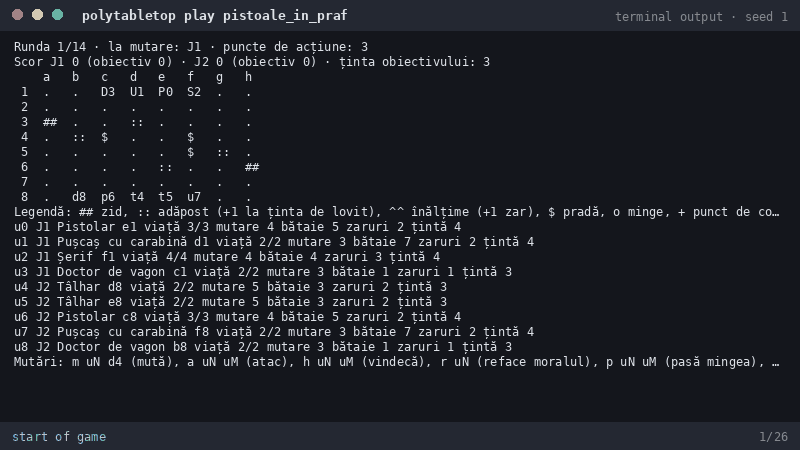 polytabletop play pistoale_in_praf
terminal output · seed 1
Runda 1/14 · la mutare: J1 · puncte de acțiune: 3
Scor J1 0 (obiectiv 0) · J2 0 (obiectiv 0) · ținta obiectivului: 3
a b c d e f g h
1 . . D3 U1 P0 S2 . .
2 . . . . . . . .
3 ## . . :: . . . .
4 . :: $ . . $ . .
5 . . . . . $ :: .
6 . . . . :: . . ##
7 . . . . . . . .
8 . d8 p6 t4 t5 u7 . .
Legendă: ## zid, :: adăpost (+1 la ținta de lovit), ^^ înălțime (+1 zar), $ pradă, o minge, + punct de co…
u0 J1 Pistolar e1 viață 3/3 mutare 4 bătaie 5 zaruri 2 țintă 4
u1 J1 Pușcaș cu carabină d1 viață 2/2 mutare 3 bătaie 7 zaruri 2 țintă 4
u2 J1 Șerif f1 viață 4/4 mutare 4 bătaie 4 zaruri 3 țintă 4
u3 J1 Doctor de vagon c1 viață 2/2 mutare 3 bătaie 1 zaruri 1 țintă 3
u4 J2 Tâlhar d8 viață 2/2 mutare 5 bătaie 3 zaruri 2 țintă 3
u5 J2 Tâlhar e8 viață 2/2 mutare 5 bătaie 3 zaruri 2 țintă 3
u6 J2 Pistolar c8 viață 3/3 mutare 4 bătaie 5 zaruri 2 țintă 4
u7 J2 Pușcaș cu carabină f8 viață 2/2 mutare 3 bătaie 7 zaruri 2 țintă 4
u8 J2 Doctor de vagon b8 viață 2/2 mutare 3 bătaie 1 zaruri 1 țintă 3
Mutări: m uN d4 (mută), a uN uM (atac), h uN uM (vindecă), r uN (reface moralul), p uN uM (pasă mingea), …
start of game
1/26